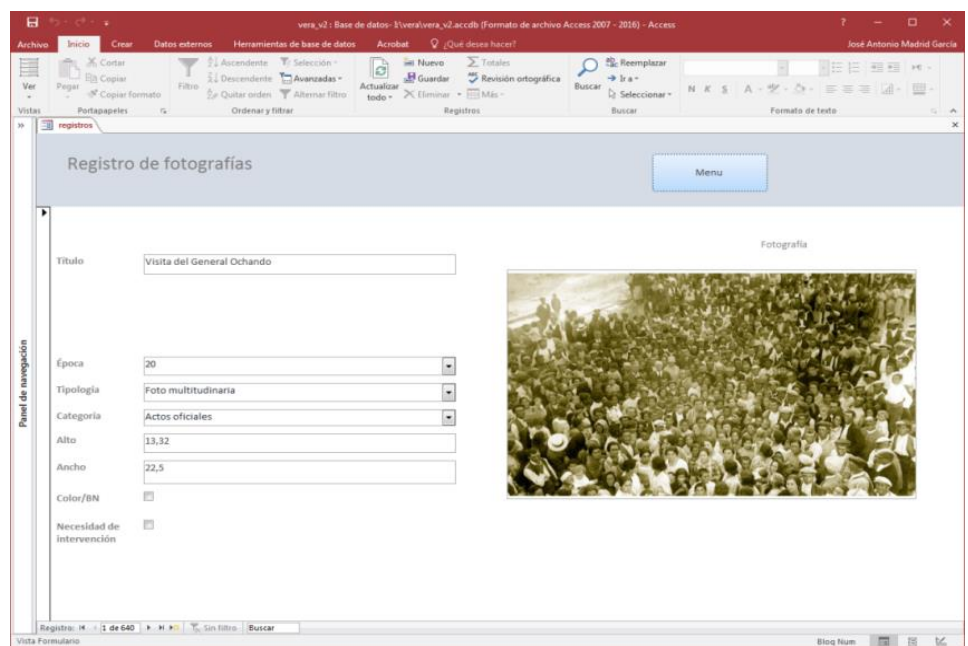 vera_v2 : Base de datos- I:\vera\vera_v2.accdb (Formato de archivo Access 2007 - 2016) - Access
Archivo Inicio Crear Datos externos Herramientas de base de datos Acrobat ¿Qué desea hacer? José Antonio Madrid García
Ver
Vistas
Pegar
Cortar
Copiar
Copiar formato
Portapapeles
Filtro
Ascendente
Descendente
Quitar orden
Selección
Avanzadas
Alternar filtro
Ordenar y filtrar
Actualizar todo
Nuevo
Guardar
Eliminar
Totales
Revisión ortográfica
Más
Registros
Buscar
Reemplazar
Ir a
Seleccionar
Buscar
N K S A
Formato de texto
registros
Panel de navegación
Registro de fotografías
Menu
Fotografía
Título Visita del General Ochando
Época 20
Tipología Foto multitudinaria
Categoría Actos oficiales
Alto 13,32
Ancho 22,5
Color/BN
Necesidad de
intervención
Registro: 1 de 640 Sin filtro Buscar
Vista Formulario Bloq Num